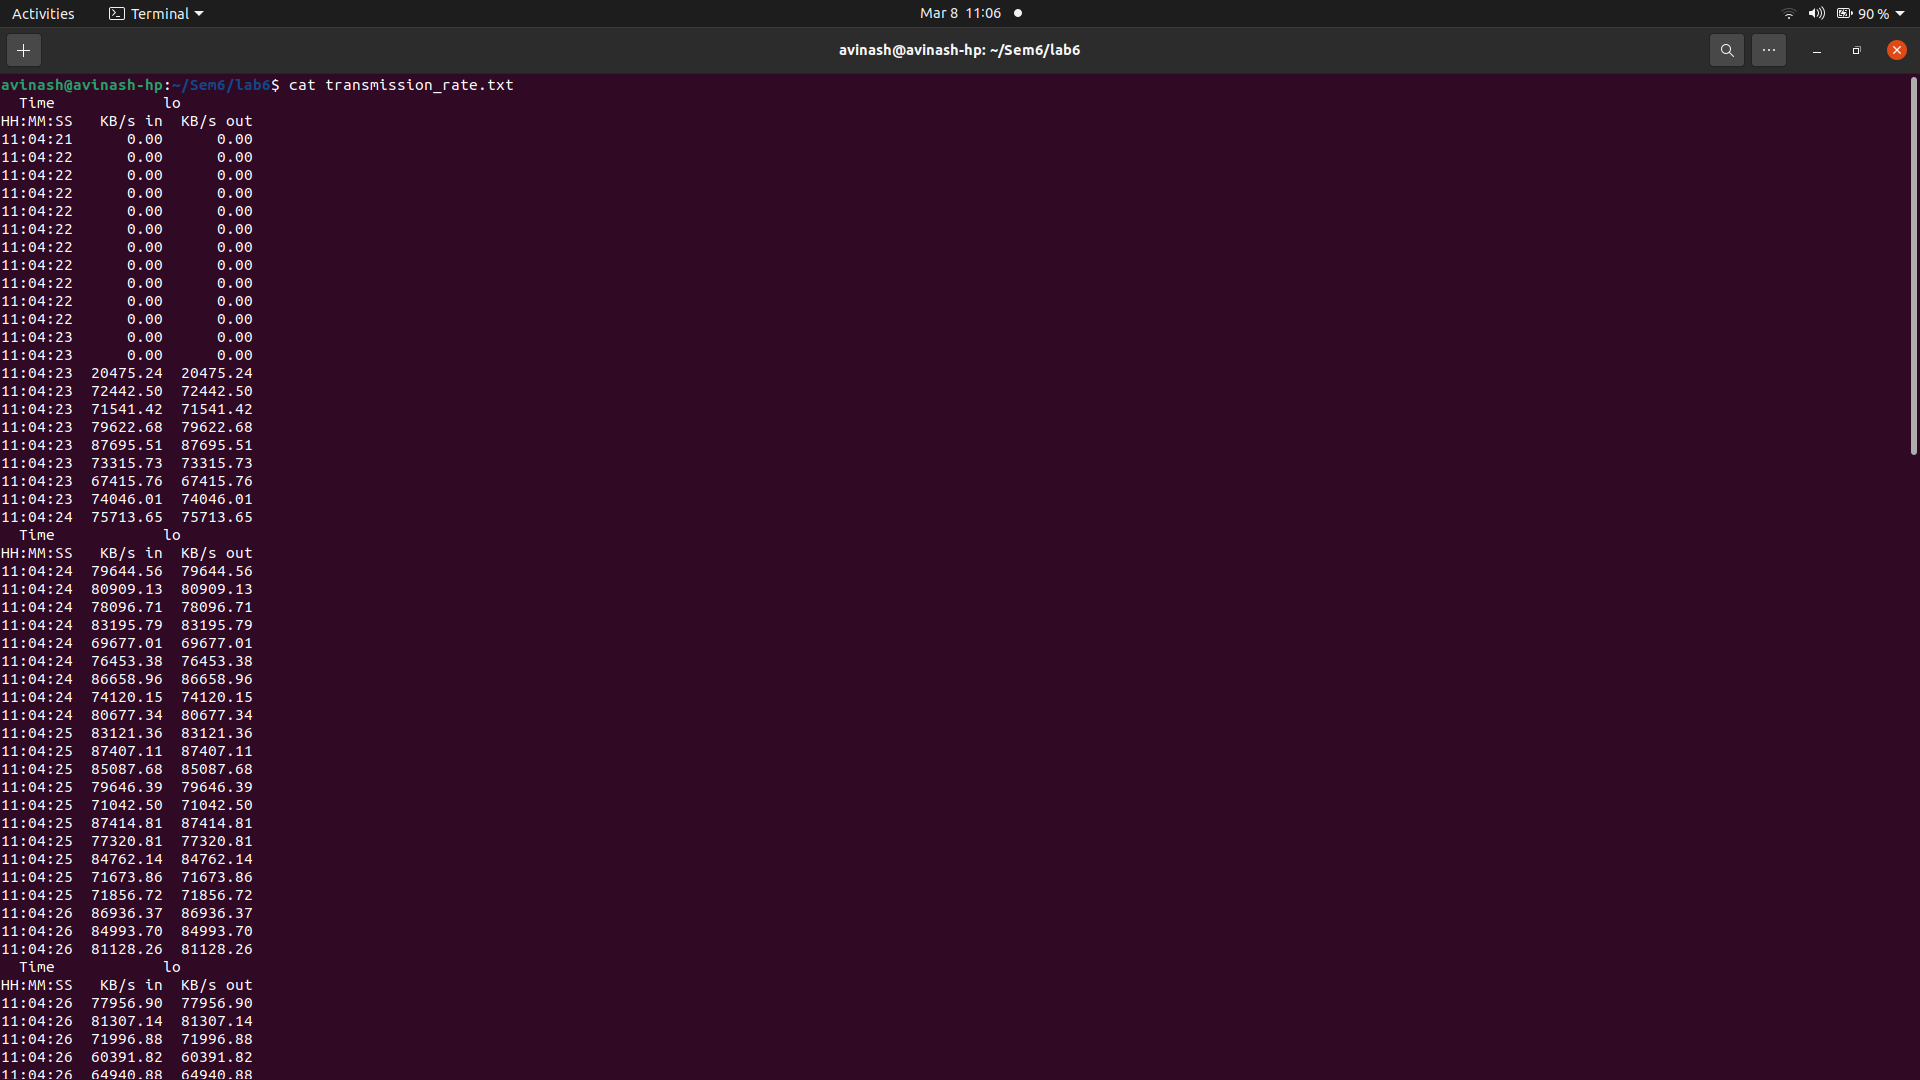 Activities Terminal Mar 8 11:06 90 %
avinash@avinash-hp: ~/Sem6/lab6
avinash@avinash-hp:~/Sem6/lab6$ cat transmission_rate.txt
Time lo
HH:MM:SS KB/s in KB/s out
11:04:21 0.00 0.00
11:04:22 0.00 0.00
11:04:22 0.00 0.00
11:04:22 0.00 0.00
11:04:22 0.00 0.00
11:04:22 0.00 0.00
11:04:22 0.00 0.00
11:04:22 0.00 0.00
11:04:22 0.00 0.00
11:04:22 0.00 0.00
11:04:22 0.00 0.00
11:04:23 0.00 0.00
11:04:23 0.00 0.00
11:04:23 20475.24 20475.24
11:04:23 72442.50 72442.50
11:04:23 71541.42 71541.42
11:04:23 79622.68 79622.68
11:04:23 87695.51 87695.51
11:04:23 73315.73 73315.73
11:04:23 67415.76 67415.76
11:04:23 74046.01 74046.01
11:04:24 75713.65 75713.65
Time lo
HH:MM:SS KB/s in KB/s out
11:04:24 79644.56 79644.56
11:04:24 80909.13 80909.13
11:04:24 78096.71 78096.71
11:04:24 83195.79 83195.79
11:04:24 69677.01 69677.01
11:04:24 76453.38 76453.38
11:04:24 86658.96 86658.96
11:04:24 74120.15 74120.15
11:04:24 80677.34 80677.34
11:04:25 83121.36 83121.36
11:04:25 87407.11 87407.11
11:04:25 85087.68 85087.68
11:04:25 79646.39 79646.39
11:04:25 71042.50 71042.50
11:04:25 87414.81 87414.81
11:04:25 77320.81 77320.81
11:04:25 84762.14 84762.14
11:04:25 71673.86 71673.86
11:04:25 71856.72 71856.72
11:04:26 86936.37 86936.37
11:04:26 84993.70 84993.70
11:04:26 81128.26 81128.26
Time lo
HH:MM:SS KB/s in KB/s out
11:04:26 77956.90 77956.90
11:04:26 81307.14 81307.14
11:04:26 71996.88 71996.88
11:04:26 60391.82 60391.82
11:04:26 64940.88 64940.88